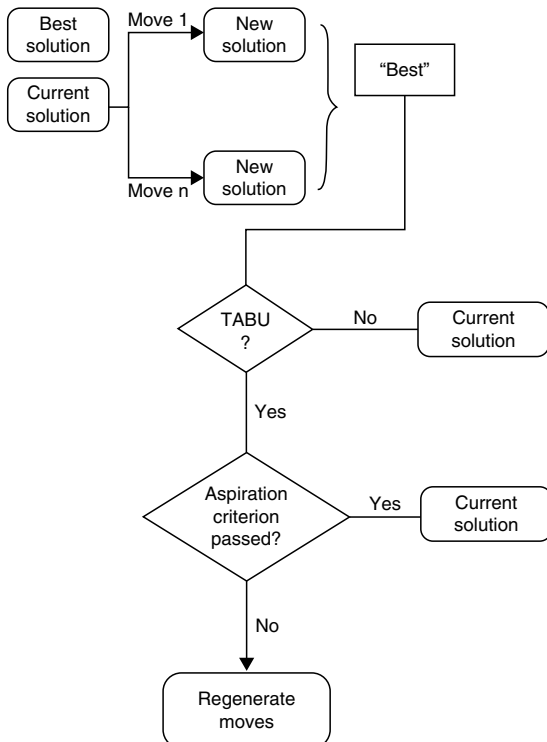 Best
solution
Move 1
New
solution
“Best”
Current
solution
Move n
New
solution
TABU
?
No
Current
solution
Yes
Aspiration
criterion
passed?
Yes
Current
solution
No
Regenerate
moves